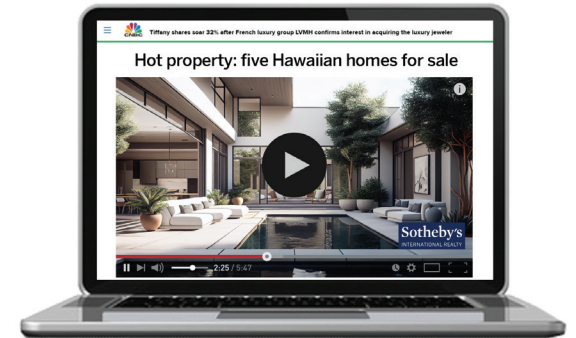 CNBC
Tiffany shares soar 32% after French luxury group LVMH confirms interest in acquiring the luxury jeweler
Hot property: five Hawaiian homes for sale
i
Sotheby's
INTERNATIONAL REALTY
2:25 / 5:47